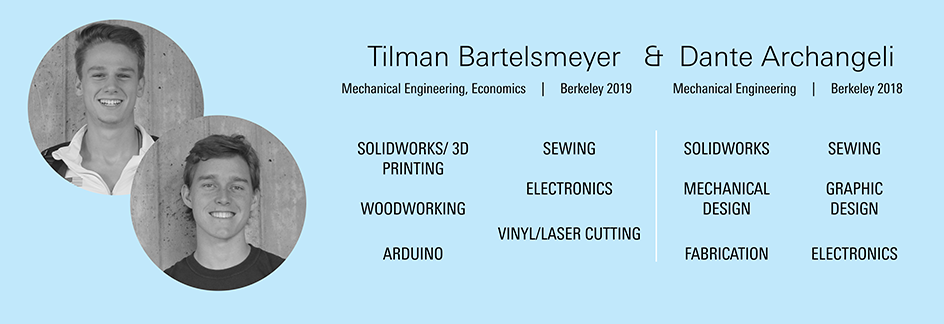 Tilman Bartelsmeyer & Dante Archangeli
Mechanical Engineering, Economics | Berkeley 2019
Mechanical Engineering | Berkeley 2018
SOLIDWORKS/ 3D
PRINTING
WOODWORKING
ARDUINO
SEWING
ELECTRONICS
VINYL/LASER CUTTING
SOLIDWORKS
MECHANICAL
DESIGN
FABRICATION
SEWING
GRAPHIC
DESIGN
ELECTRONICS